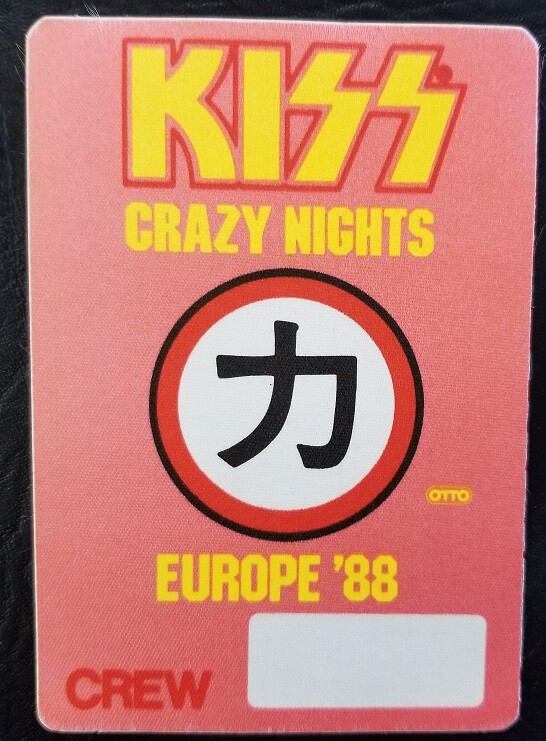 KISS®
CRAZY NIGHTS
力
OTTO
EUROPE '88
CREW